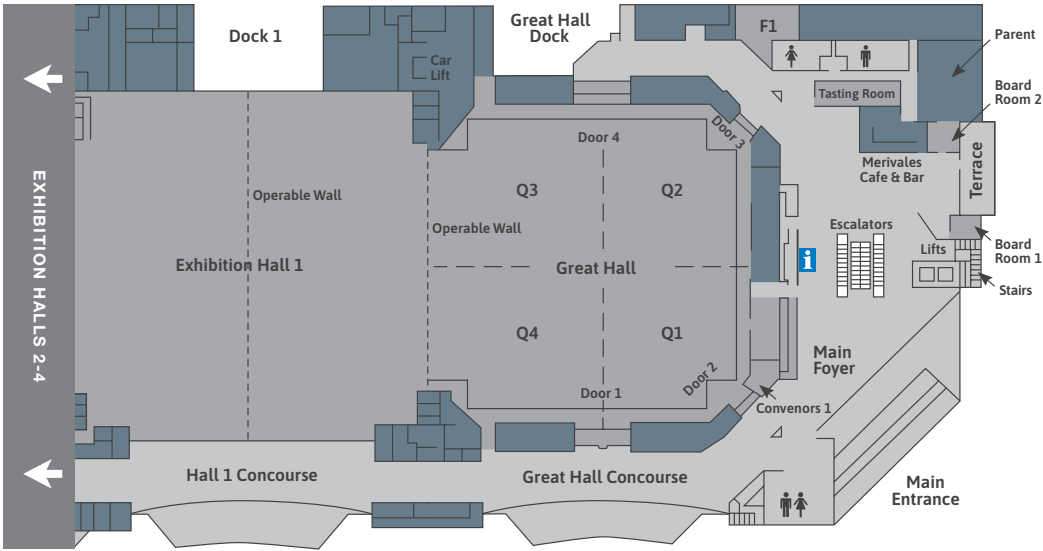 Dock 1
Great Hall
Dock
F1
Parent
Car
Lift
Tasting Room
Board
Room 2
Door 4
Door 3
Merivales
Cafe & Bar
Terrace
EXHIBITION HALLS 2-4
Operable Wall
Q3
Q2
Operable Wall
Escalators
Exhibition Hall 1
Great Hall
i
Lifts
Board
Room 1
Stairs
Q4
Q1
Main
Foyer
Door 1
Door 2
Convenors 1
Hall 1 Concourse
Great Hall Concourse
Main
Entrance